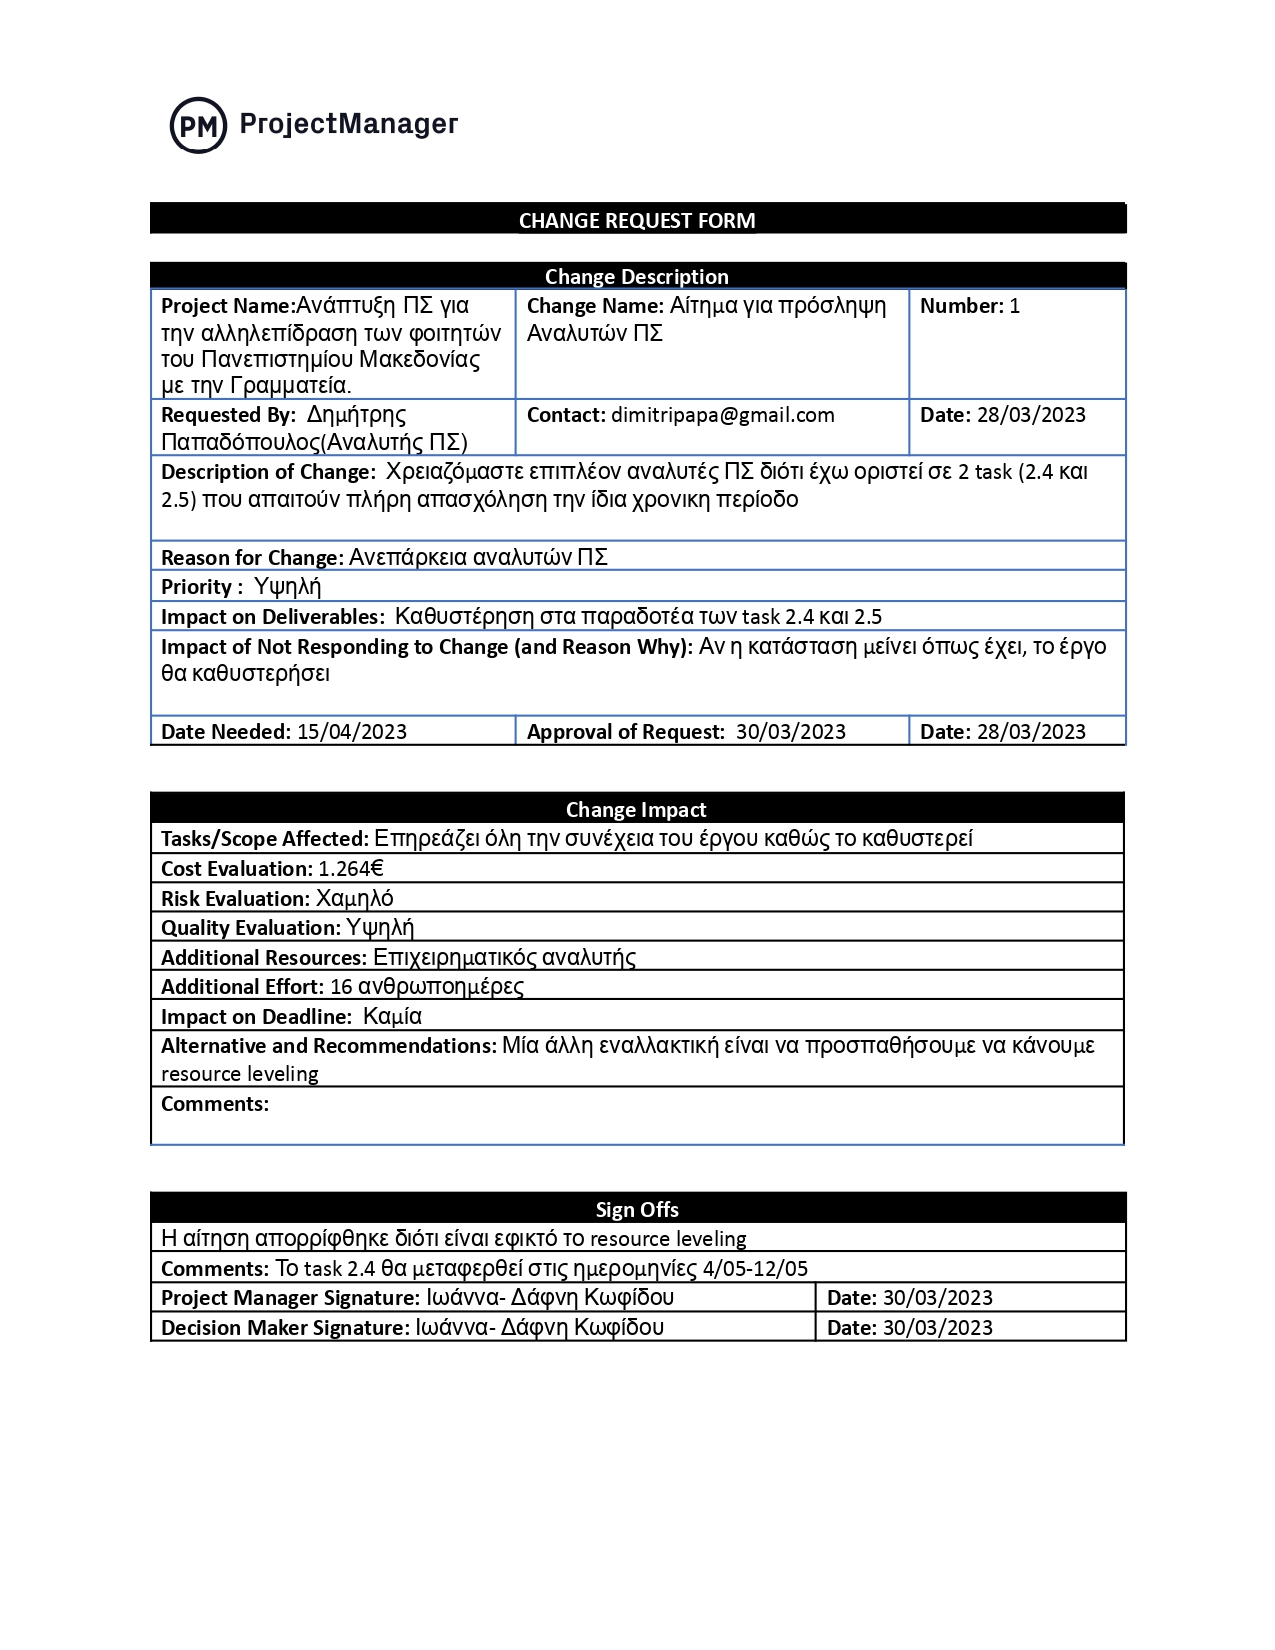 PM ProjectManager
CHANGE REQUEST FORM
Change Description
Project Name:Ανάπτυξη ΠΣ για
την αλληλεπίδραση των φοιτητών
του Πανεπιστημίου Μακεδονίας
με την Γραμματεία.
Change Name: Αίτημα για πρόσληψη
Αναλυτών ΠΣ
Number: 1
Requested By: Δημήτρης
Παπαδόπουλος(Αναλυτής ΠΣ)
Contact: dimitripapa@gmail.com
Date: 28/03/2023
Description of Change: Χρειαζόμαστε επιπλέον αναλυτές ΠΣ διότι έχω οριστεί σε 2 task (2.4 και
2.5) που απαιτούν πλήρη απασχόληση την ίδια χρονικη περίοδο
Reason for Change: Ανεπάρκεια αναλυτών ΠΣ
Priority : Υψηλή
Impact on Deliverables: Καθυστέρηση στα παραδοτέα των task 2.4 και 2.5
Impact of Not Responding to Change (and Reason Why): Αν η κατάσταση μείνει όπως έχει, το έργο
θα καθυστερήσει
Date Needed: 15/04/2023
Approval of Request: 30/03/2023
Date: 28/03/2023
Change Impact
Tasks/Scope Affected: Επηρεάζει όλη την συνέχεια του έργου καθώς το καθυστερεί
Cost Evaluation: 1.264€
Risk Evaluation: Χαμηλό
Quality Evaluation: Υψηλή
Additional Resources: Επιχειρηματικός αναλυτής
Additional Effort: 16 ανθρωποημέρες
Impact on Deadline: Καμία
Alternative and Recommendations: Μία άλλη εναλλακτική είναι να προσπαθήσουμε να κάνουμε
resource leveling
Comments:
Sign Offs
Η αίτηση απορρίφθηκε διότι είναι εφικτό το resource leveling
Comments: Το task 2.4 θα μεταφερθεί στις ημερομηνίες 4/05-12/05
Project Manager Signature: Ιωάννα- Δάφνη Κωφίδου
Date: 30/03/2023
Decision Maker Signature: Ιωάννα- Δάφνη Κωφίδου
Date: 30/03/2023